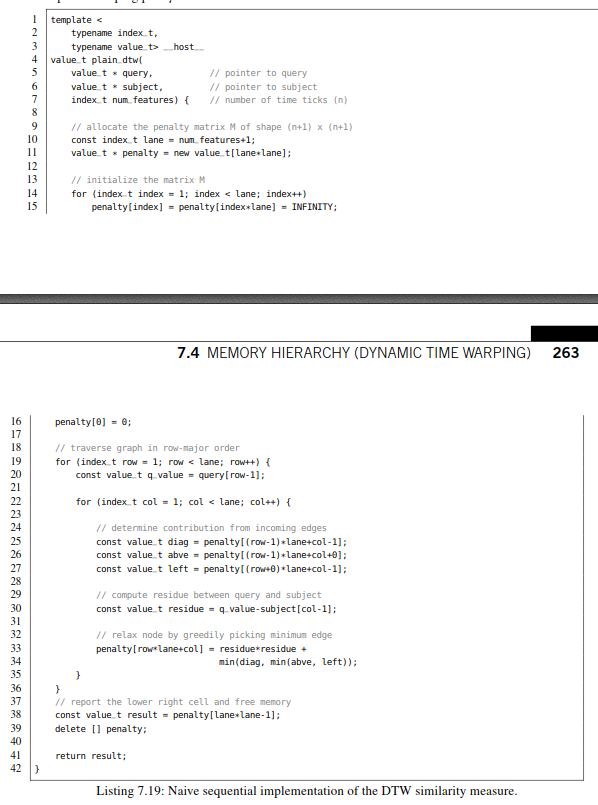 1 template <
2 typename index_t,
3 typename value_t> __host__
4 value_t plain_dtw(
5 value_t * query, // pointer to query
6 value_t * subject, // pointer to subject
7 index_t num_features) { // number of time ticks (n)
8
9 // allocate the penalty matrix M of shape (n+1) x (n+1)
10 const index_t lane = num_features+1;
11 value_t * penalty = new value_t[lane*lane];
12
13 // initialize the matrix M
14 for (index_t index = 1; index < lane; index++)
15 penalty[index] = penalty[index*lane] = INFINITY;
7.4 MEMORY HIERARCHY (DYNAMIC TIME WARPING) 263
16 penalty[0] = 0;
17
18 // traverse graph in row-major order
19 for (index_t row = 1; row < lane; row++) {
20 const value_t q_value = query[row-1];
21
22 for (index_t col = 1; col < lane; col++) {
23
24 // determine contribution from incoming edges
25 const value_t diag = penalty[(row-1)*lane+col-1];
26 const value_t abve = penalty[(row-1)*lane+col+0];
27 const value_t left = penalty[(row+0)*lane+col-1];
28
29 // compute residue between query and subject
30 const value_t residue = q_value-subject[col-1];
31
32 // relax node by greedily picking minimum edge
33 penalty[row*lane+col] = residue*residue +
34 min(diag, min(abve, left));
35 }
36 }
37 // report the lower right cell and free memory
38 const value_t result = penalty[lane*lane-1];
39 delete [] penalty;
40
41 return result;
42 }
Listing 7.19: Naive sequential implementation of the DTW similarity measure.